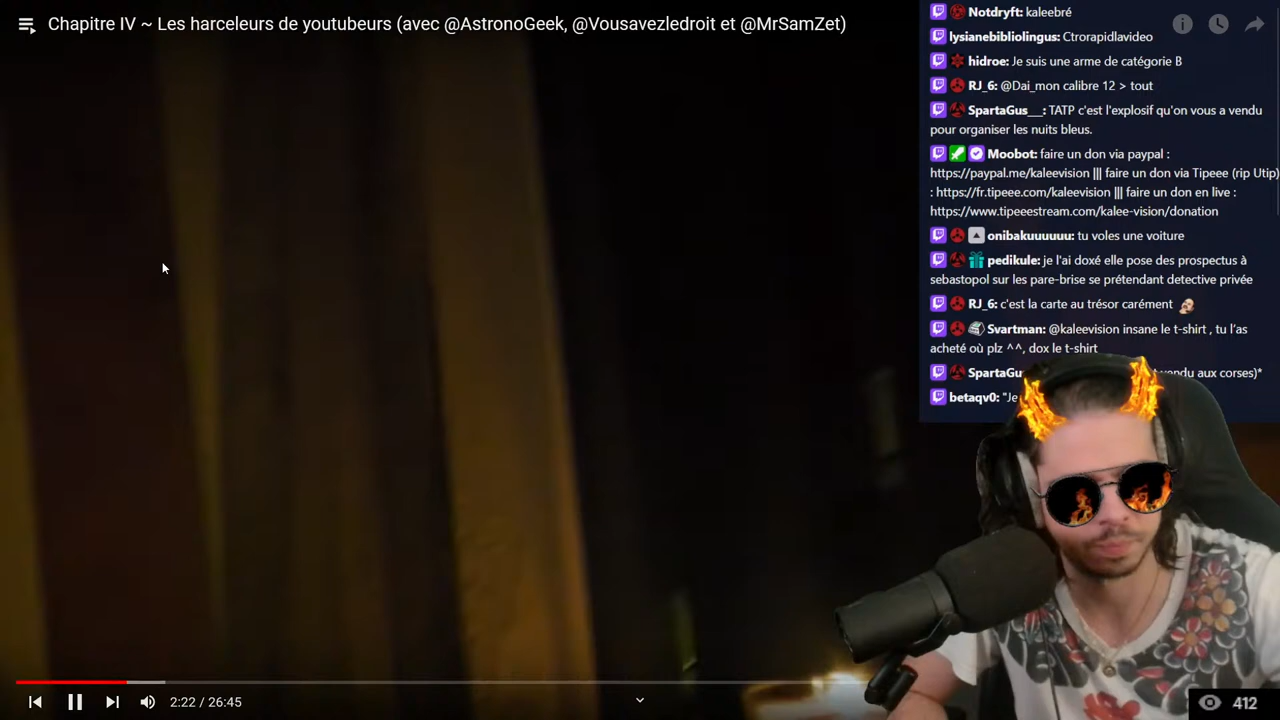 Chapitre IV ~ Les harceleurs de youtubeurs (avec @AstronoGeek, @Vousavezledroit et @MrSamZet)
Notdryft: kaleebré
lysianebibliolingus: Ctrorapidlavideo
hidroe: Je suis une arme de catégorie B
RJ_6: @Dai_mon calibre 12 > tout
SpartaGus__: TATP c'est l'explosif qu'on vous a vendu
pour organiser les nuits bleus.
Moobot: faire un don via paypal :
https://paypal.me/kaleevision ||| faire un don via Tipeee (rip Utip)
: https://fr.tipeee.com/kaleevision ||| faire un don en live :
https://www.tipeeestream.com/kalee-vision/donation
onibakuuuuuu: tu voles une voiture
pedikule: je l'ai doxé elle pose des prospectus à
sebastopol sur les pare-brise se prétendant detective privée
RJ_6: c'est la carte au trésor carément
Svartman: @kaleevision insane le t-shirt , tu l'as
acheté où plz ^^, dox le t-shirt
SpartaGus vendu aux corses)*
betaqv0: "Je
2:22 / 26:45
412